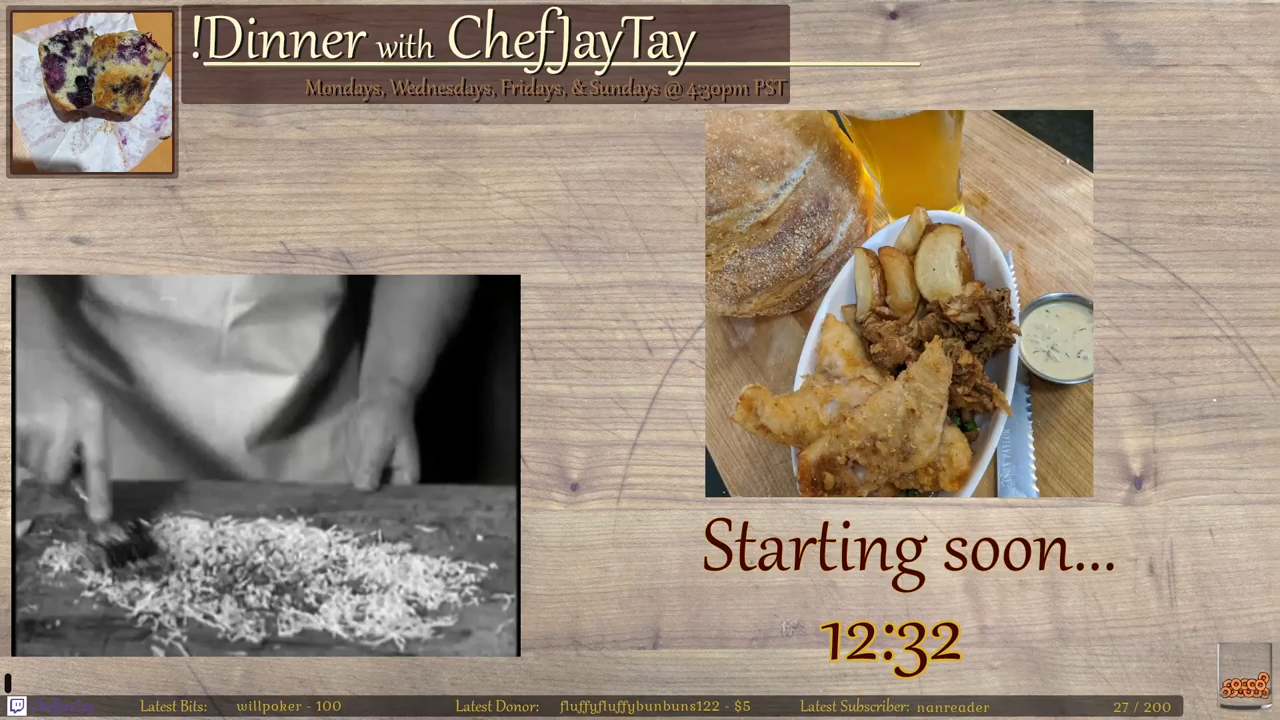 !Dinner with ChefJayTay
Mondays, Wednesdays, Fridays, & Sundays @ 4:30pm PST
Starting soon...
12:32
ChefJayTay
Latest Bits: willpoker - 100
Latest Donor: fluffyfluffybunbuns122 - $5
Latest Subscriber: nanreader
27 / 200